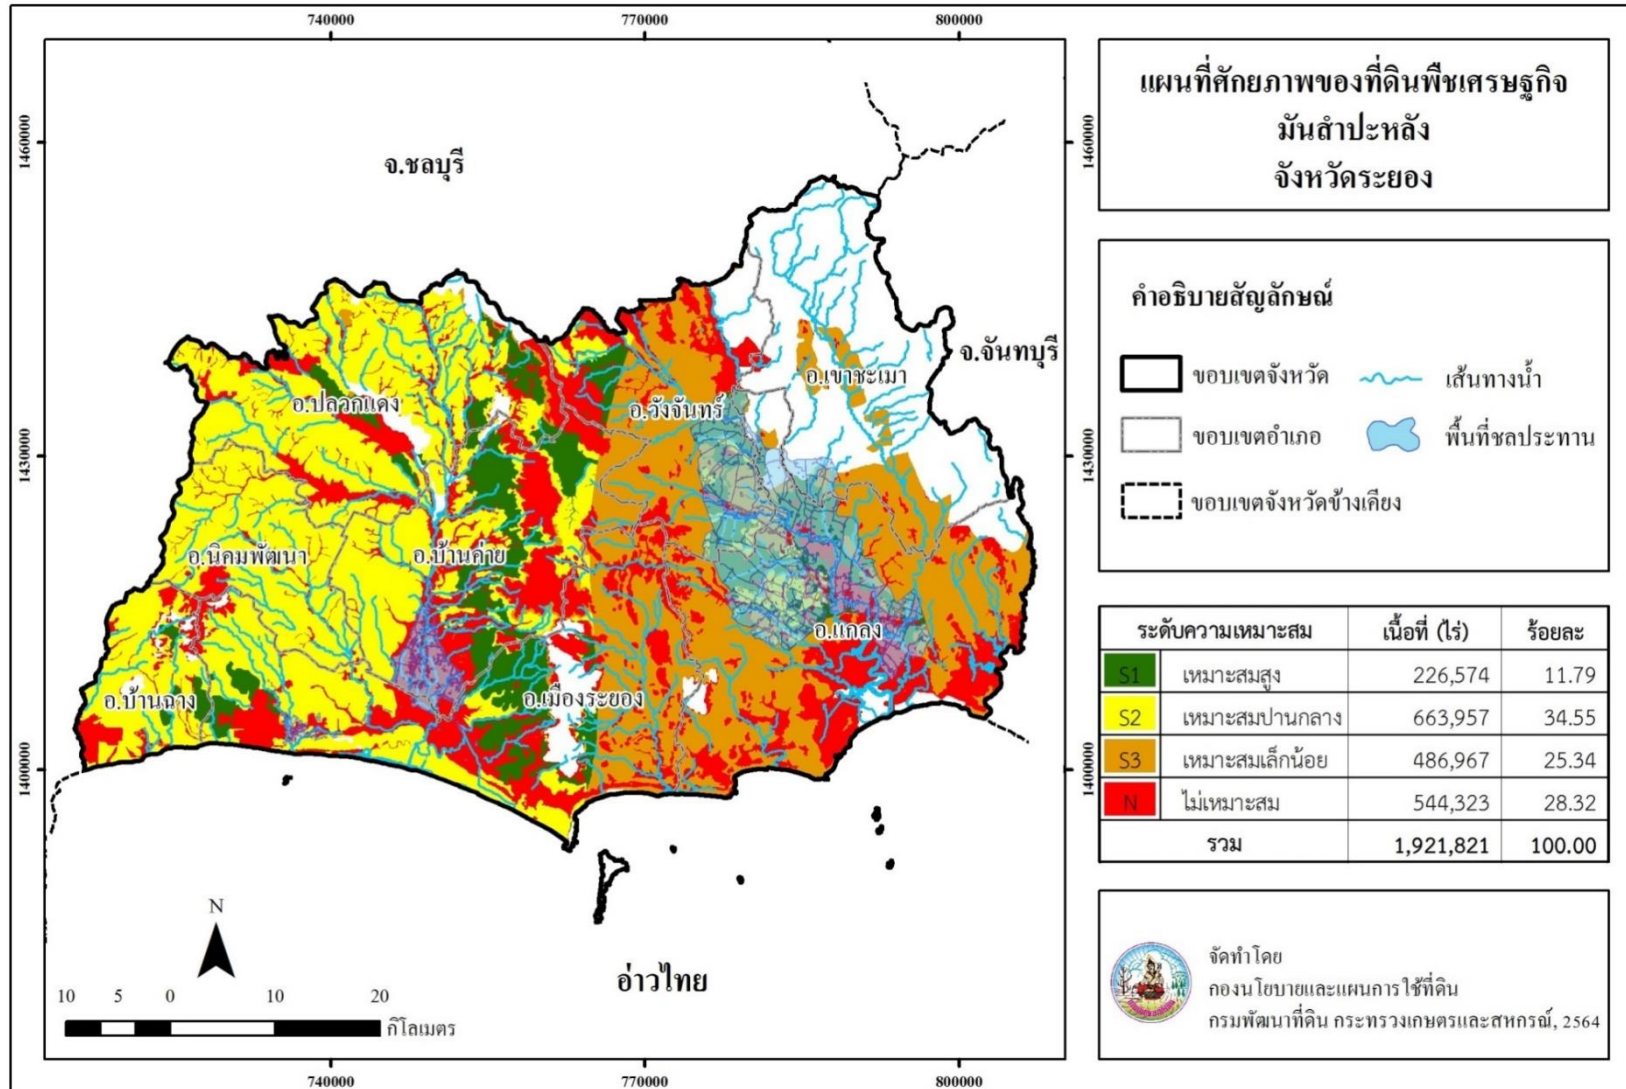 740000
770000
800000
แผนที่ศักยภาพของที่ดินพืชเศรษฐกิจ
มันสำปะหลัง
จังหวัดระยอง
1460000
1460000
จ.ชลบุรี
จ.จันทบุรี
อ.เขาชะเมา
อ.ปลวกแดง
อ.วังจันทร์
1430000
1430000
อ.นิคมพัฒนา
อ.บ้านค่าย
อ.แกลง
อ.บ้านฉาง
อ.เมืองระยอง
1400000
1400000
อ่าวไทย
N
10 5 0 10 20
กิโลเมตร
740000
770000
800000
คำอธิบายสัญลักษณ์
ขอบเขตจังหวัด
เส้นทางน้ำ
ขอบเขตอำเภอ
พื้นที่ชลประทาน
ขอบเขตจังหวัดข้างเคียง
ระดับความเหมาะสม เนื้อที่ (ไร่) ร้อยละ
S1 เหมาะสมสูง 226,574 11.79
S2 เหมาะสมปานกลาง 663,957 34.55
S3 เหมาะสมเล็กน้อย 486,967 25.34
N ไม่เหมาะสม 544,323 28.32
รวม 1,921,821 100.00
จัดทำโดย
กองนโยบายและแผนการใช้ที่ดิน
กรมพัฒนาที่ดิน กระทรวงเกษตรและสหกรณ์, 2564